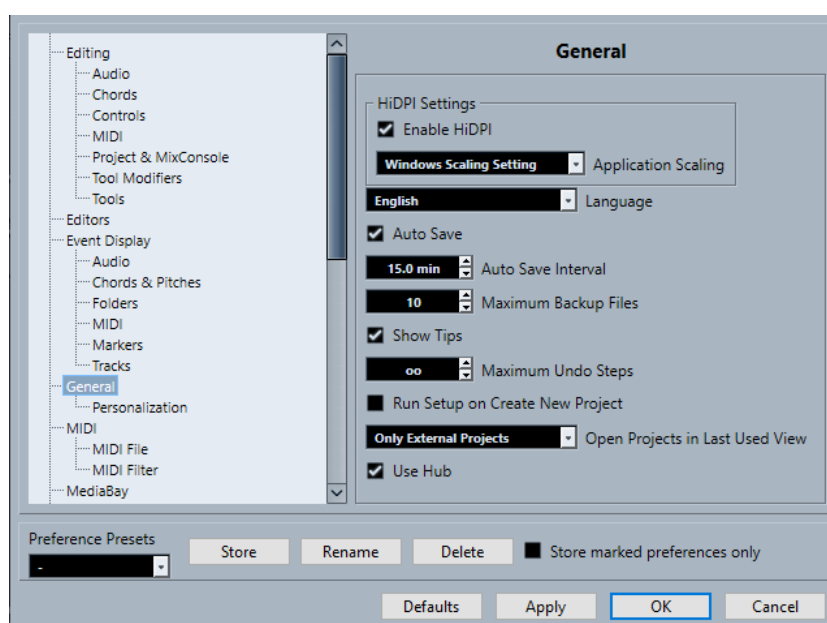 Editing
Audio
Chords
Controls
MIDI
Project & MixConsole
Tool Modifiers
Tools
Editors
Event Display
Audio
Chords & Pitches
Folders
MIDI
Markers
Tracks
General
Personalization
MIDI
MIDI File
MIDI Filter
MediaBay
General
HiDPI Settings
Enable HiDPI
Windows Scaling Setting Application Scaling
English Language
Auto Save
15.0 min Auto Save Interval
10 Maximum Backup Files
Show Tips
oo Maximum Undo Steps
Run Setup on Create New Project
Only External Projects Open Projects in Last Used View
Use Hub
Preference Presets
-
Store Rename Delete Store marked preferences only
Defaults Apply OK Cancel